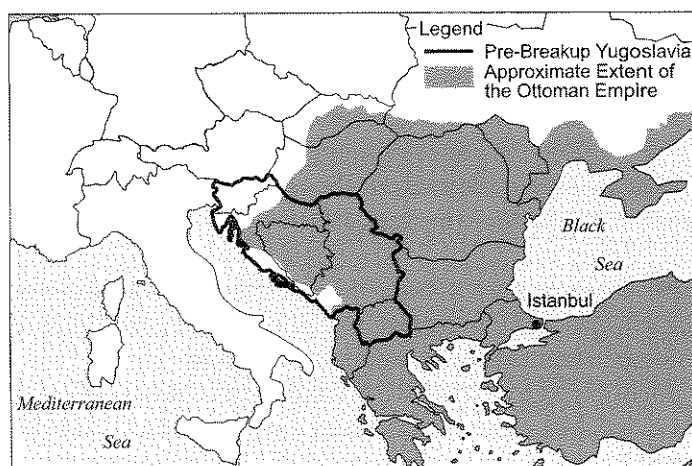 Legend
Pre-Breakup Yugoslavia
Approximate Extent of
the Ottoman Empire
Black
Sea
Istanbul
Mediterranean
Sea